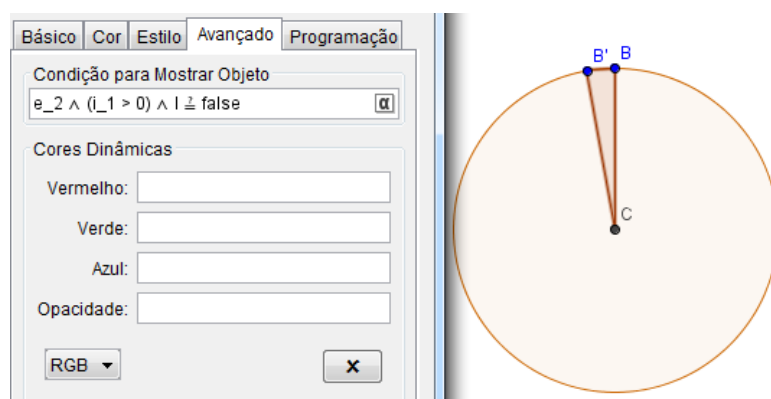 Básico Cor Estilo Avançado Programação
Condição para Mostrar Objeto
e_2 ∧ (i_1 > 0) ∧ l ≟ false α
Cores Dinâmicas
Vermelho:
Verde:
Azul:
Opacidade:
RGB x
B' B
C